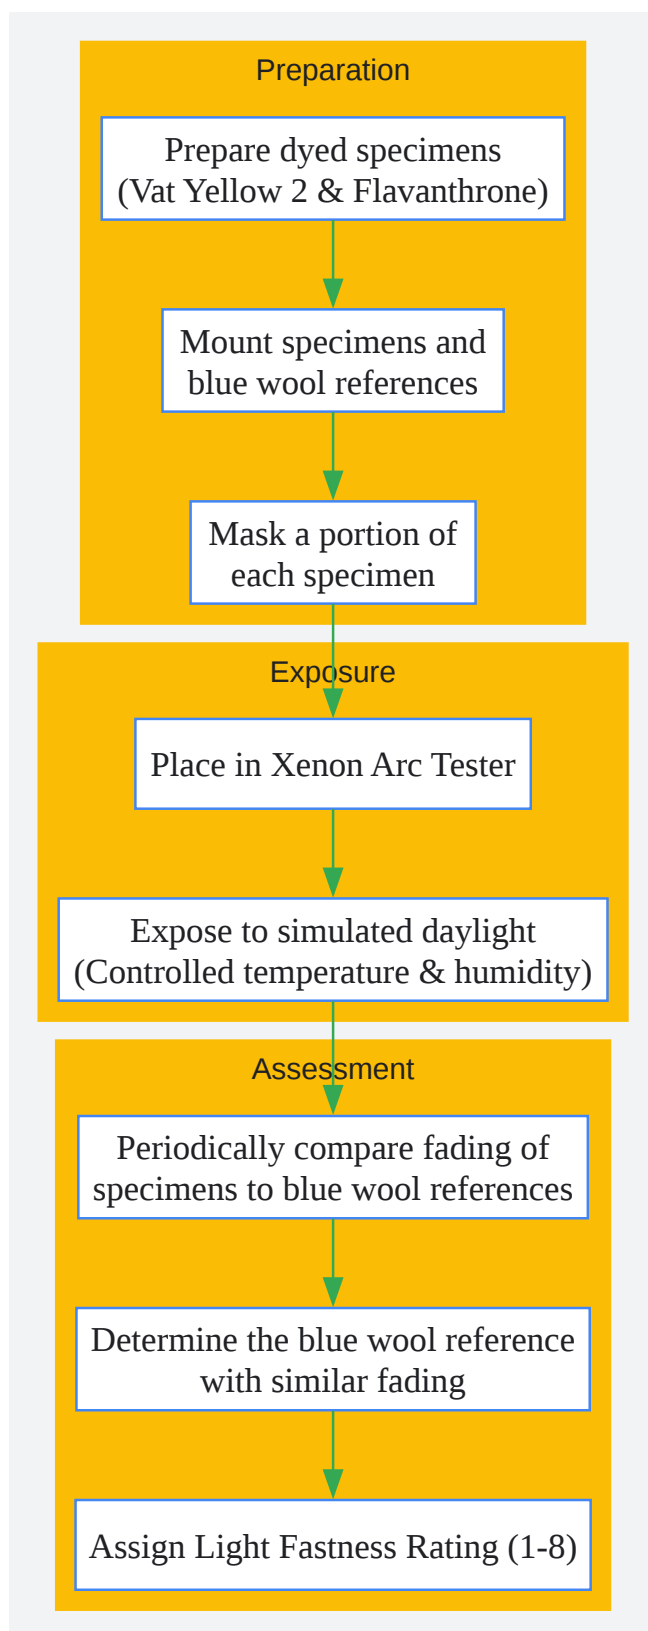 Preparation
Prepare dyed specimens
(Vat Yellow 2 & Flavanthrone)
Mount specimens and
blue wool references
Mask a portion of
each specimen
Exposure
Place in Xenon Arc Tester
Expose to simulated daylight
(Controlled temperature & humidity)
Assessment
Periodically compare fading of
specimens to blue wool references
Determine the blue wool reference
with similar fading
Assign Light Fastness Rating (1-8)